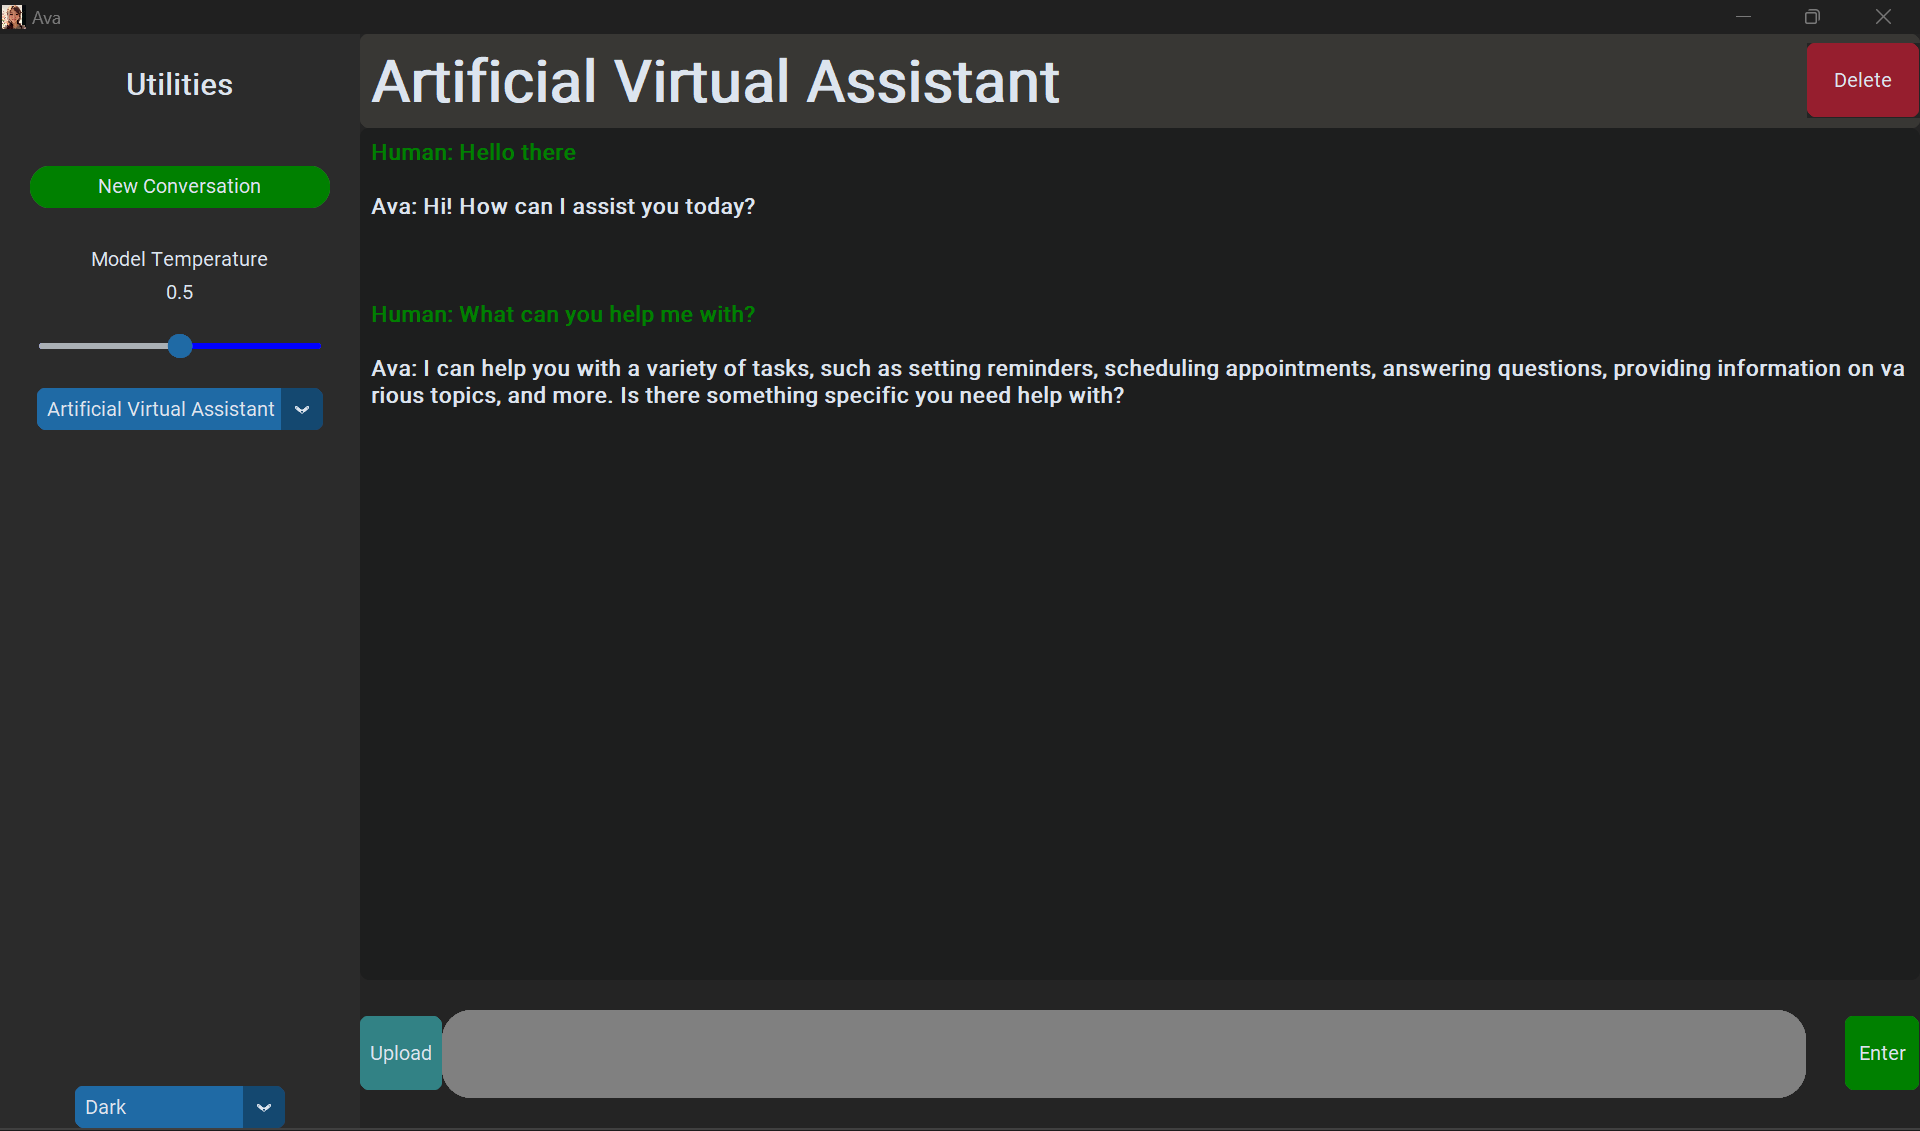 Ava
Utilities
New Conversation
Model Temperature
0.5
Artificial Virtual Assistant
Dark
Artificial Virtual Assistant
Delete
Human: Hello there
Ava: Hi! How can I assist you today?
Human: What can you help me with?
Ava: I can help you with a variety of tasks, such as setting reminders, scheduling appointments, answering questions, providing information on va
rious topics, and more. Is there something specific you need help with?
Upload
Enter